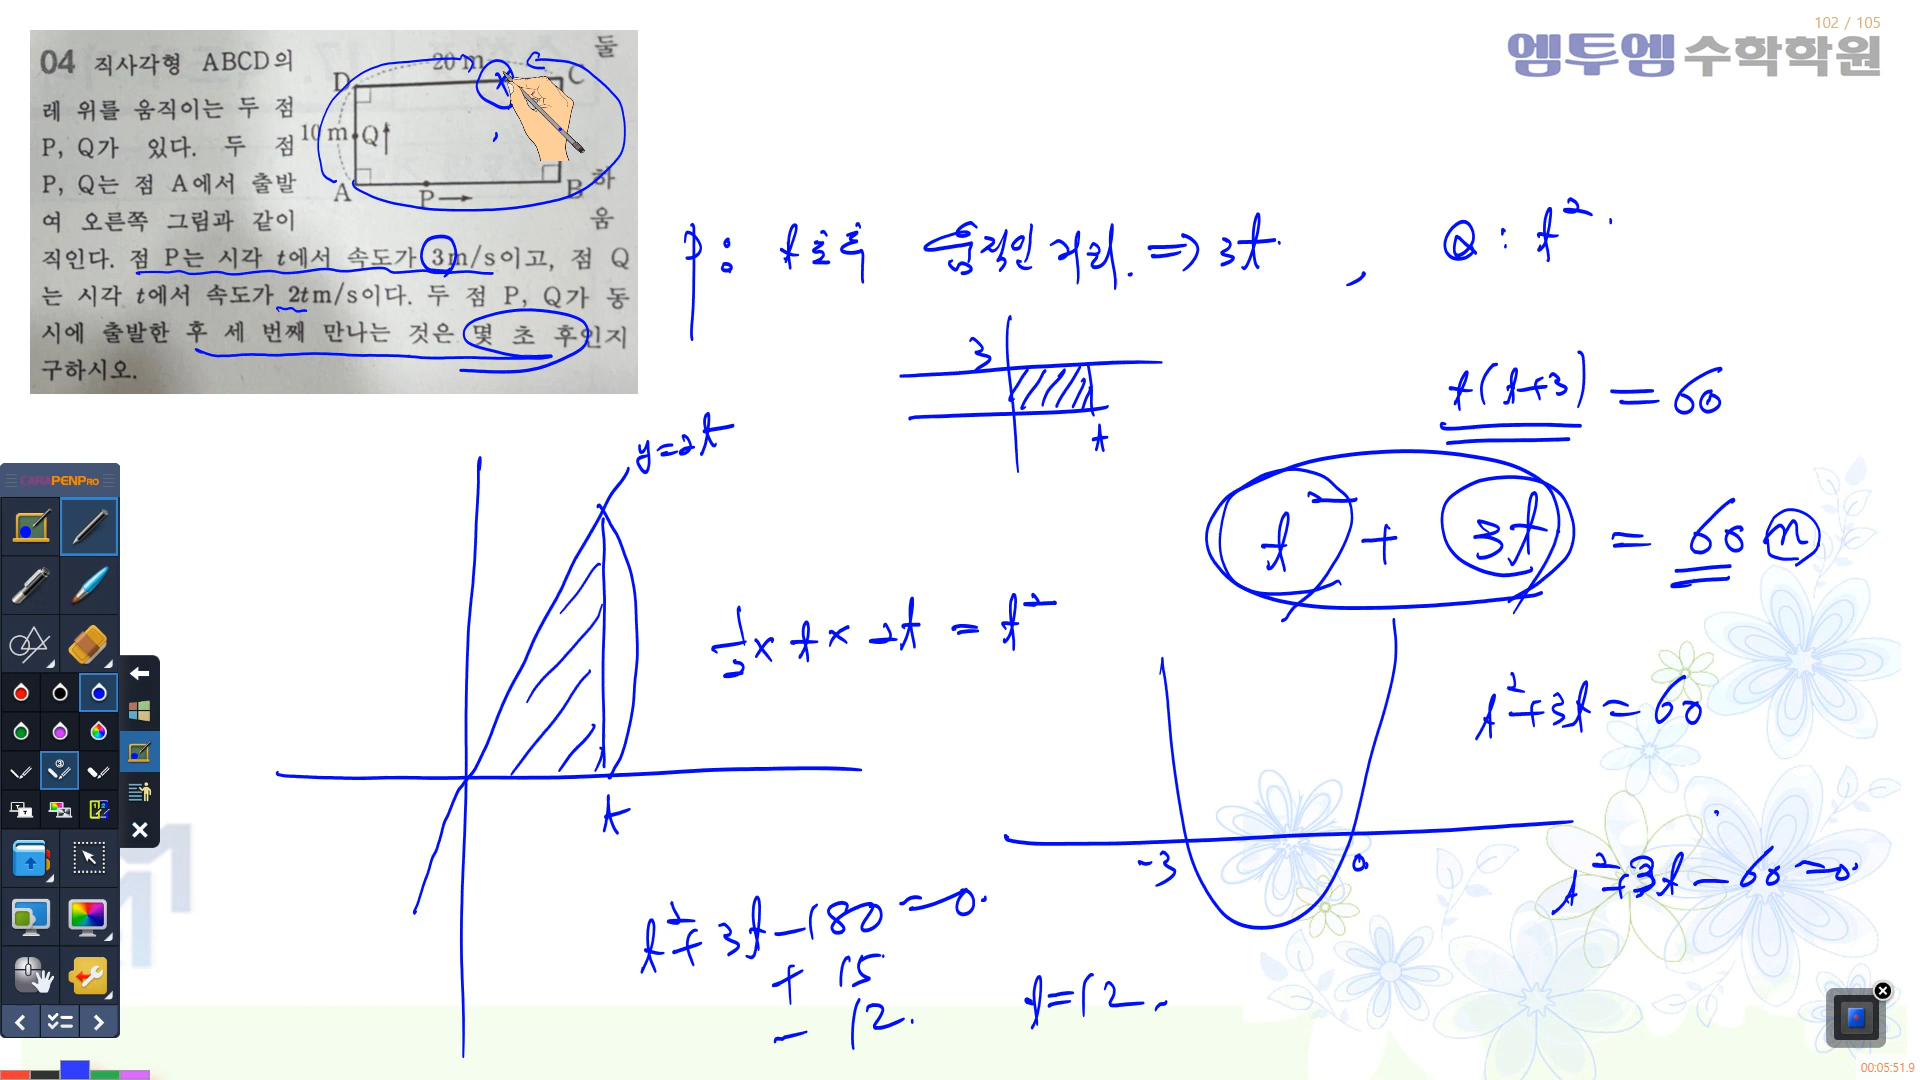 102 / 105
엠투엠 수학학원
04 직사각형 ABCD의 둘
레 위를 움직이는 두 점
P, Q가 있다. 두 점
P, Q는 점 A에서 출발하
여 오른쪽 그림과 같이 움
직인다. 점 P는 시각 t에서 속도가 3m/s이고, 점 Q
는 시각 t에서 속도가 2tm/s이다. 두 점 P, Q가 동
시에 출발한 후 세 번째 만나는 것은 몇 초 후인지
구하시오.
20 m
D
C
10 m
Q
A
P
B
P : t초후 움직인 거리. ⇒ 3t , Q : t²
3
t
t(t+3) = 60
y=2t
t² + 3t = 60n
½ × t × 2t = t²
t
t²+3t=60
-3
0
t²+3t-60=0
t²+3t-180=0
+ 15
- 12
t=12
CARAPENPRO
00:05:51.9